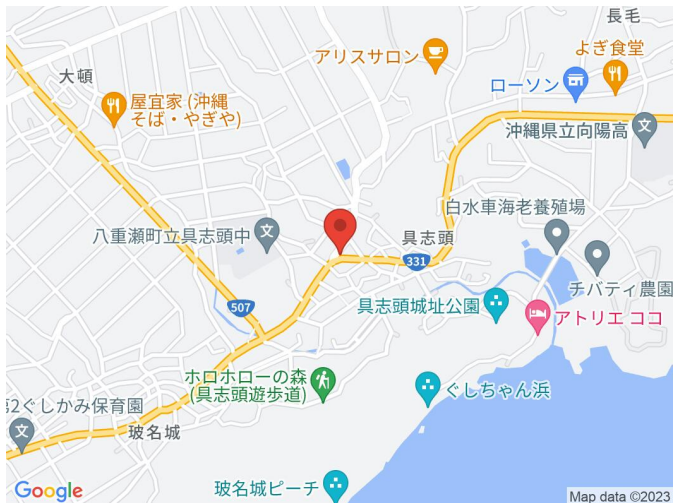 長毛
アリスサロン
よぎ食堂
大頓
ローソン
屋宜家 (沖縄
そば・やぎや)
沖縄県立向陽高
白水車海老養殖場
八重瀬町立具志頭中
具志頭
331
チバティ農園
507
具志頭城址公園
アトリエ ココ
ホロホローの森
(具志頭遊歩道)
ぐしちゃん浜
第2ぐしかみ保育園
玻名城
玻名城ビーチ
Google
Map data ©2023